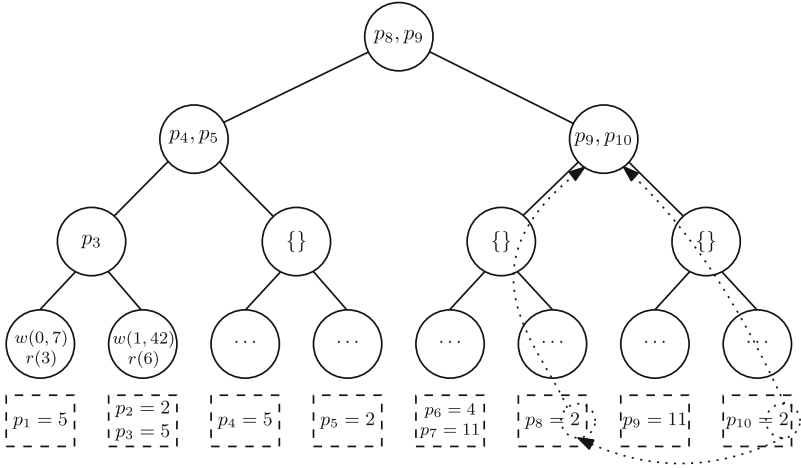 p₈, p₉
p₄, p₅
p₉, p₁₀
p₃
{}
{}
{}
w(0, 7)
r(3)
w(1, 42)
r(6)
···
···
···
···
···
···
p₁ = 5
p₂ = 2
p₃ = 5
p₄ = 5
p₅ = 2
p₆ = 4
p₇ = 11
p₈ = 2
p₉ = 11
p₁₀ = 2